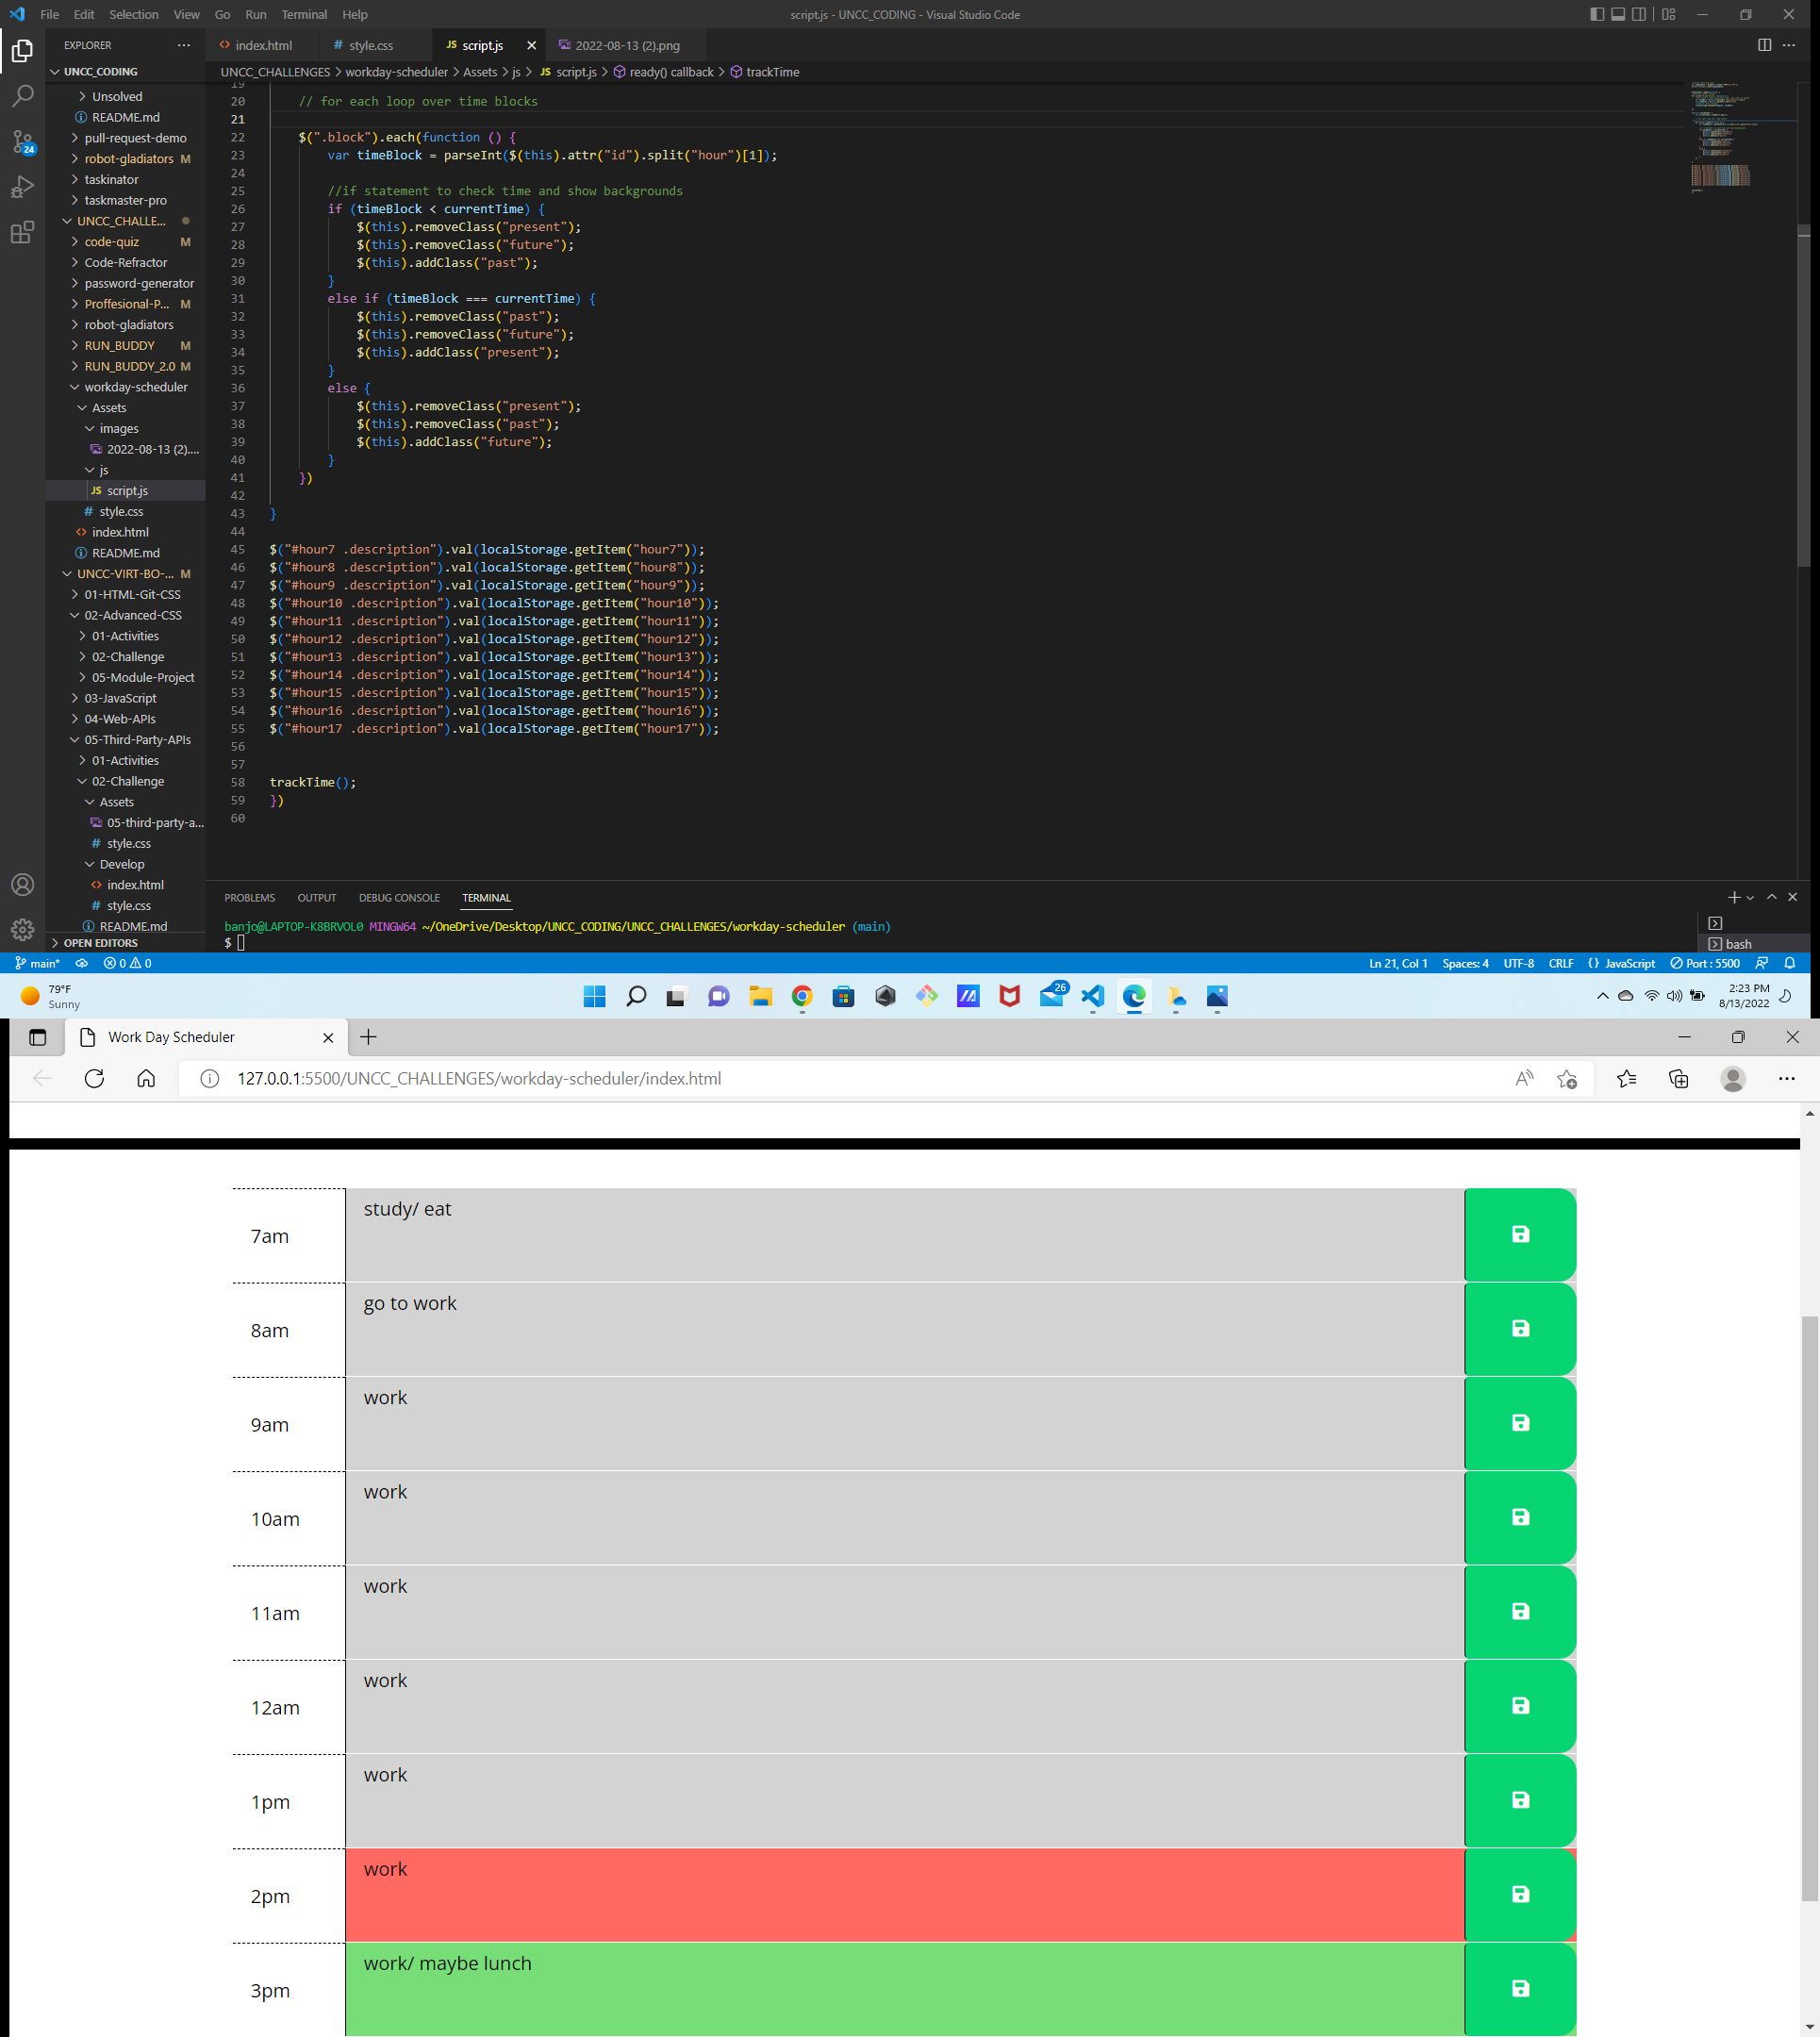 File Edit Selection View Go Run Terminal Help
script.js - UNCC_CODING - Visual Studio Code
EXPLORER
index.html
style.css
script.js
2022-08-13 (2).png
UNCC_CODING
UNCC_CHALLENGES > workday-scheduler > Assets > js > JS script.js > ready() callback > trackTime
Unsolved
README.md
pull-request-demo
robot-gladiators M
taskinator
taskmaster-pro
UNCC_CHALLE...
code-quiz M
Code-Refractor
password-generator
Proffesional-P... M
robot-gladiators
RUN_BUDDY M
RUN_BUDDY_2.0 M
workday-scheduler
Assets
images
2022-08-13 (2)....
js
JS script.js
# style.css
<> index.html
README.md
UNCC-VIRT-BO-... M
01-HTML-Git-CSS
02-Advanced-CSS
01-Activities
02-Challenge
05-Module-Project
03-JavaScript
04-Web-APIs
05-Third-Party-APIs
01-Activities
02-Challenge
Assets
05-third-party-a...
# style.css
Develop
<> index.html
# style.css
README.md
OPEN EDITORS
24
19
20 // for each loop over time blocks
21
22 $(".block").each(function () {
23 var timeBlock = parseInt($(this).attr("id").split("hour")[1]);
24
25 //if statement to check time and show backgrounds
26 if (timeBlock < currentTime) {
27 $(this).removeClass("present");
28 $(this).removeClass("future");
29 $(this).addClass("past");
30 }
31 else if (timeBlock === currentTime) {
32 $(this).removeClass("past");
33 $(this).removeClass("future");
34 $(this).addClass("present");
35 }
36 else {
37 $(this).removeClass("present");
38 $(this).removeClass("past");
39 $(this).addClass("future");
40 }
41 })
42
43 }
44
45 $("#hour7 .description").val(localStorage.getItem("hour7"));
46 $("#hour8 .description").val(localStorage.getItem("hour8"));
47 $("#hour9 .description").val(localStorage.getItem("hour9"));
48 $("#hour10 .description").val(localStorage.getItem("hour10"));
49 $("#hour11 .description").val(localStorage.getItem("hour11"));
50 $("#hour12 .description").val(localStorage.getItem("hour12"));
51 $("#hour13 .description").val(localStorage.getItem("hour13"));
52 $("#hour14 .description").val(localStorage.getItem("hour14"));
53 $("#hour15 .description").val(localStorage.getItem("hour15"));
54 $("#hour16 .description").val(localStorage.getItem("hour16"));
55 $("#hour17 .description").val(localStorage.getItem("hour17"));
56
57
58 trackTime();
59 })
60
PROBLEMS OUTPUT DEBUG CONSOLE TERMINAL
banjo@LAPTOP-K8BRVOL0 MINGW64 ~/OneDrive/Desktop/UNCC_CODING/UNCC_CHALLENGES/workday-scheduler (main)
$
bash
main* 0 0
Ln 21, Col 1 Spaces: 4 UTF-8 CRLF {} JavaScript Port : 5500
79°F
Sunny
26
2:23 PM
8/13/2022
Work Day Scheduler
127.0.0.1:5500/UNCC_CHALLENGES/workday-scheduler/index.html
7am study/ eat
8am go to work
9am work
10am work
11am work
12am work
1pm work
2pm work
3pm work/ maybe lunch